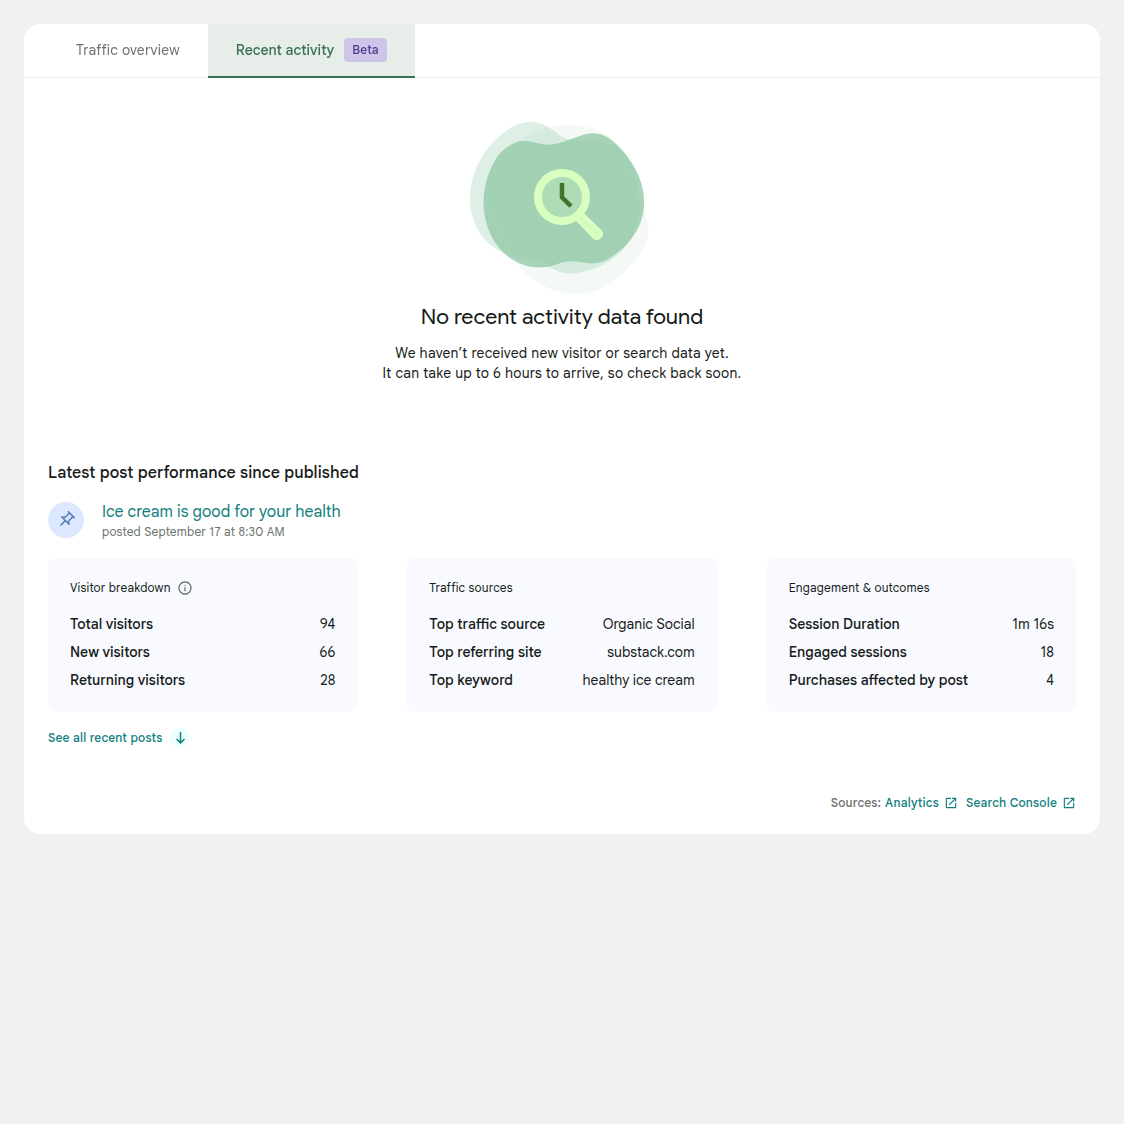 Traffic overview
Recent activity Beta
No recent activity data found
We haven’t received new visitor or search data yet.
It can take up to 6 hours to arrive, so check back soon.
Latest post performance since published
Ice cream is good for your health
posted September 17 at 8:30 AM
Visitor breakdown
Total visitors 94
New visitors 66
Returning visitors 28
Traffic sources
Top traffic source Organic Social
Top referring site substack.com
Top keyword healthy ice cream
Engagement & outcomes
Session Duration 1m 16s
Engaged sessions 18
Purchases affected by post 4
See all recent posts
Sources: Analytics Search Console